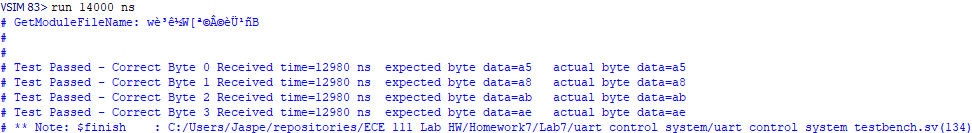 VSIM 83> run 14000 ns
# GetModuleFileName:
#
#
# Test Passed - Correct Byte 0 Received time=12980 ns  expected byte data=a5   actual byte data=a5
# Test Passed - Correct Byte 1 Received time=12980 ns  expected byte data=a8   actual byte data=a8
# Test Passed - Correct Byte 2 Received time=12980 ns  expected byte data=ab   actual byte data=ab
# Test Passed - Correct Byte 3 Received time=12980 ns  expected byte data=ae   actual byte data=ae
# ** Note: $finish    : C:/Users/Jaspe/repositories/ECE 111 Lab HW/Homework7/Lab7/uart control system/uart control system testbench.sv(134)